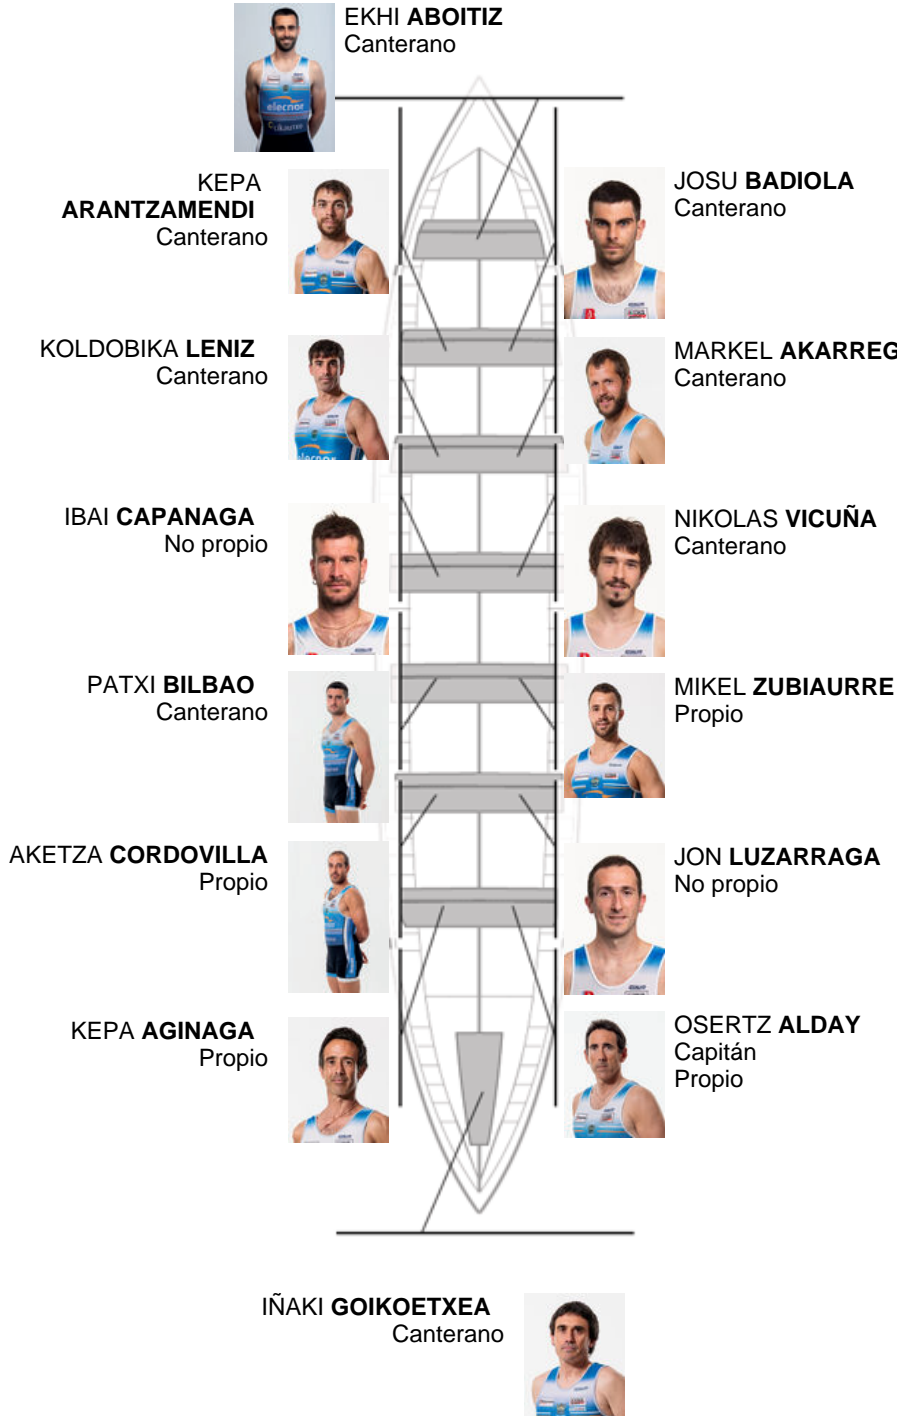 EKHI ABOITIZ
Canterano
KEPA
ARANTZAMENDI
Canterano
JOSU BADIOLA
Canterano
KOLDOBIKA LENIZ
Canterano
MARKEL AKARREG
Canterano
IBAI CAPANAGA
No propio
NIKOLAS VICUÑA
Canterano
PATXI BILBAO
Canterano
MIKEL ZUBIAURRE
Propio
AKETZA CORDOVILLA
Propio
JON LUZARRAGA
No propio
KEPA AGINAGA
Propio
OSERTZ ALDAY
Capitán
Propio
IÑAKI GOIKOETXEA
Canterano
elecnor
elecnor